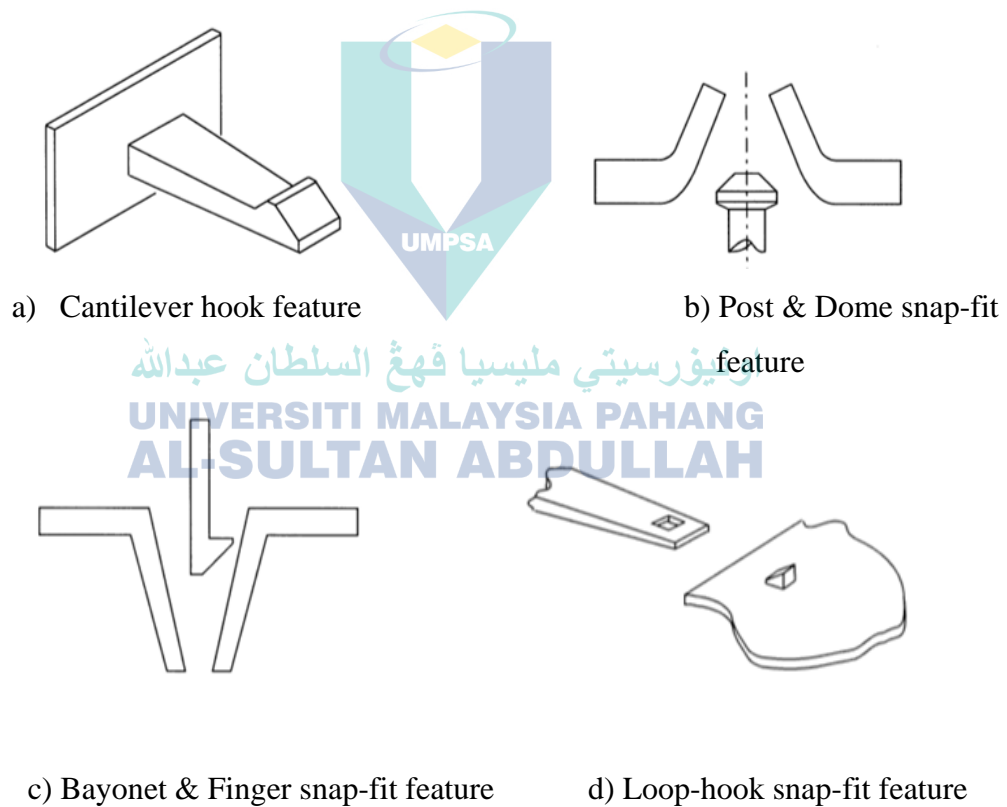 UMPSA
a) Cantilever hook feature
b) Post & Dome snap-fit
feature
اونيۏرسيتي مليسيا ڤهڠ السلطان عبدالله
UNIVERSITI MALAYSIA PAHANG
AL-SULTAN ABDULLAH
c) Bayonet & Finger snap-fit feature
d) Loop-hook snap-fit feature